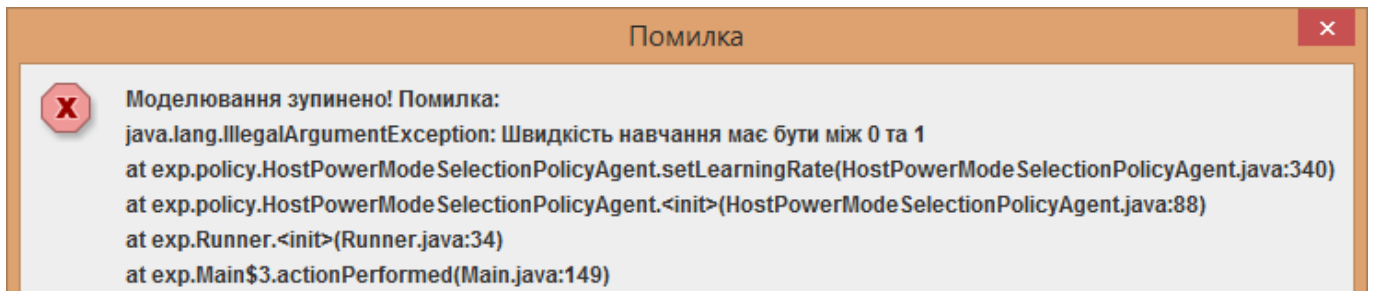 Помилка
Моделювання зупинено! Помилка:
java.lang.IllegalArgumentException: Швидкість навчання має бути між 0 та 1
at exp.policy.HostPowerModeSelectionPolicyAgent.setLearningRate(HostPowerModeSelectionPolicyAgent.java:340)
at exp.policy.HostPowerModeSelectionPolicyAgent.<init>(HostPowerModeSelectionPolicyAgent.java:88)
at exp.Runner.<init>(Runner.java:34)
at exp.Main$3.actionPerformed(Main.java:149)